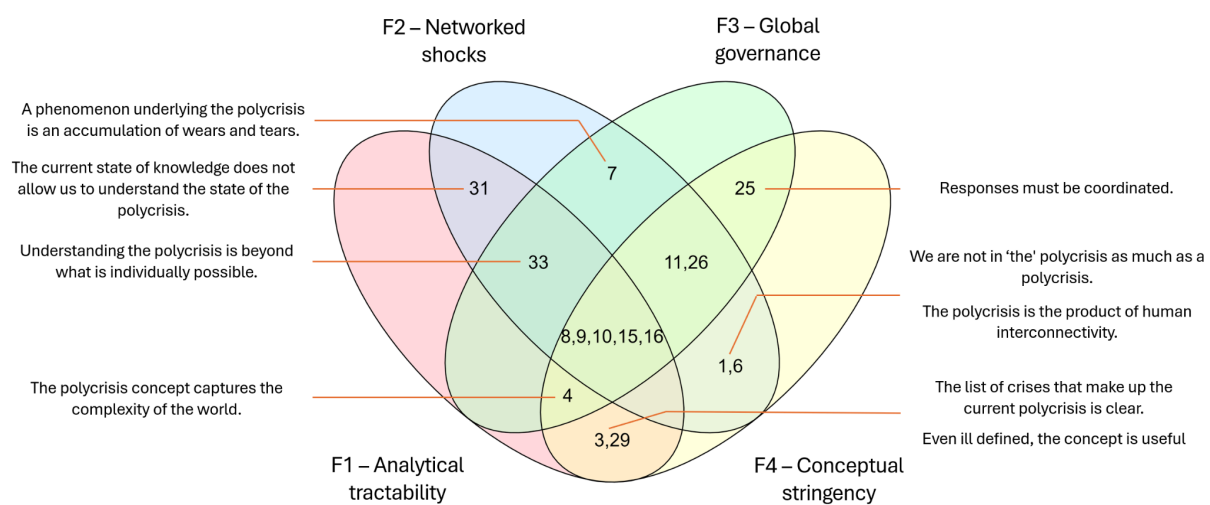 F2 – Networked
shocks
F3 – Global
governance
A phenomenon underlying the polycrisis
is an accumulation of wears and tears.
The current state of knowledge does not
allow us to understand the state of the
polycrisis.
Understanding the polycrisis is beyond
what is individually possible.
The polycrisis concept captures the
complexity of the world.
7
31
25
33
11,26
8,9,10,15,16
1,6
4
3,29
Responses must be coordinated.
We are not in ‘the' polycrisis as much as a
polycrisis.
The polycrisis is the product of human
interconnectivity.
The list of crises that make up the
current polycrisis is clear.
Even ill defined, the concept is useful
F1 – Analytical
tractability
F4 – Conceptual
stringency